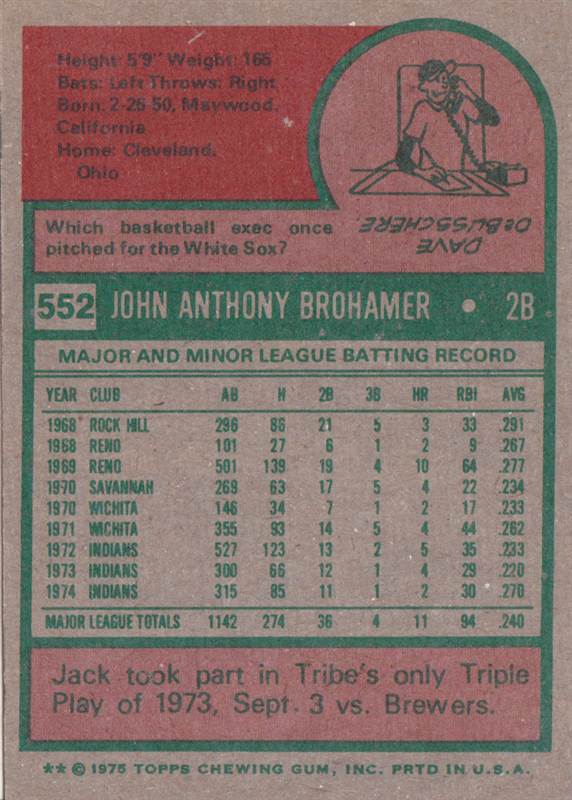 Height: 5'9" Weight: 165
Bats: Left Throws: Right
Born: 2-26-50, Maywood,
California
Home: Cleveland,
Ohio
Which basketball exec once
pitched for the White Sox?
DAVE
DeBUSSCHERE
552 JOHN ANTHONY BROHAMER • 2B
MAJOR AND MINOR LEAGUE BATTING RECORD
YEAR CLUB AB H 2B 3B HR RBI AVG
1968 ROCK HILL 296 86 21 5 3 33 .291
1968 RENO 101 27 6 1 2 9 .267
1969 RENO 501 139 19 4 10 64 .277
1970 SAVANNAH 269 63 17 5 4 22 .234
1970 WICHITA 146 34 7 1 2 17 .233
1971 WICHITA 355 93 14 5 4 44 .262
1972 INDIANS 527 123 13 2 5 35 .233
1973 INDIANS 300 66 12 1 4 29 .220
1974 INDIANS 315 85 11 1 2 30 .270
MAJOR LEAGUE TOTALS 1142 274 36 4 11 94 .240
Jack took part in Tribe's only Triple
Play of 1973, Sept. 3 vs. Brewers.
** © 1975 TOPPS CHEWING GUM, INC. PRTD IN U.S.A.